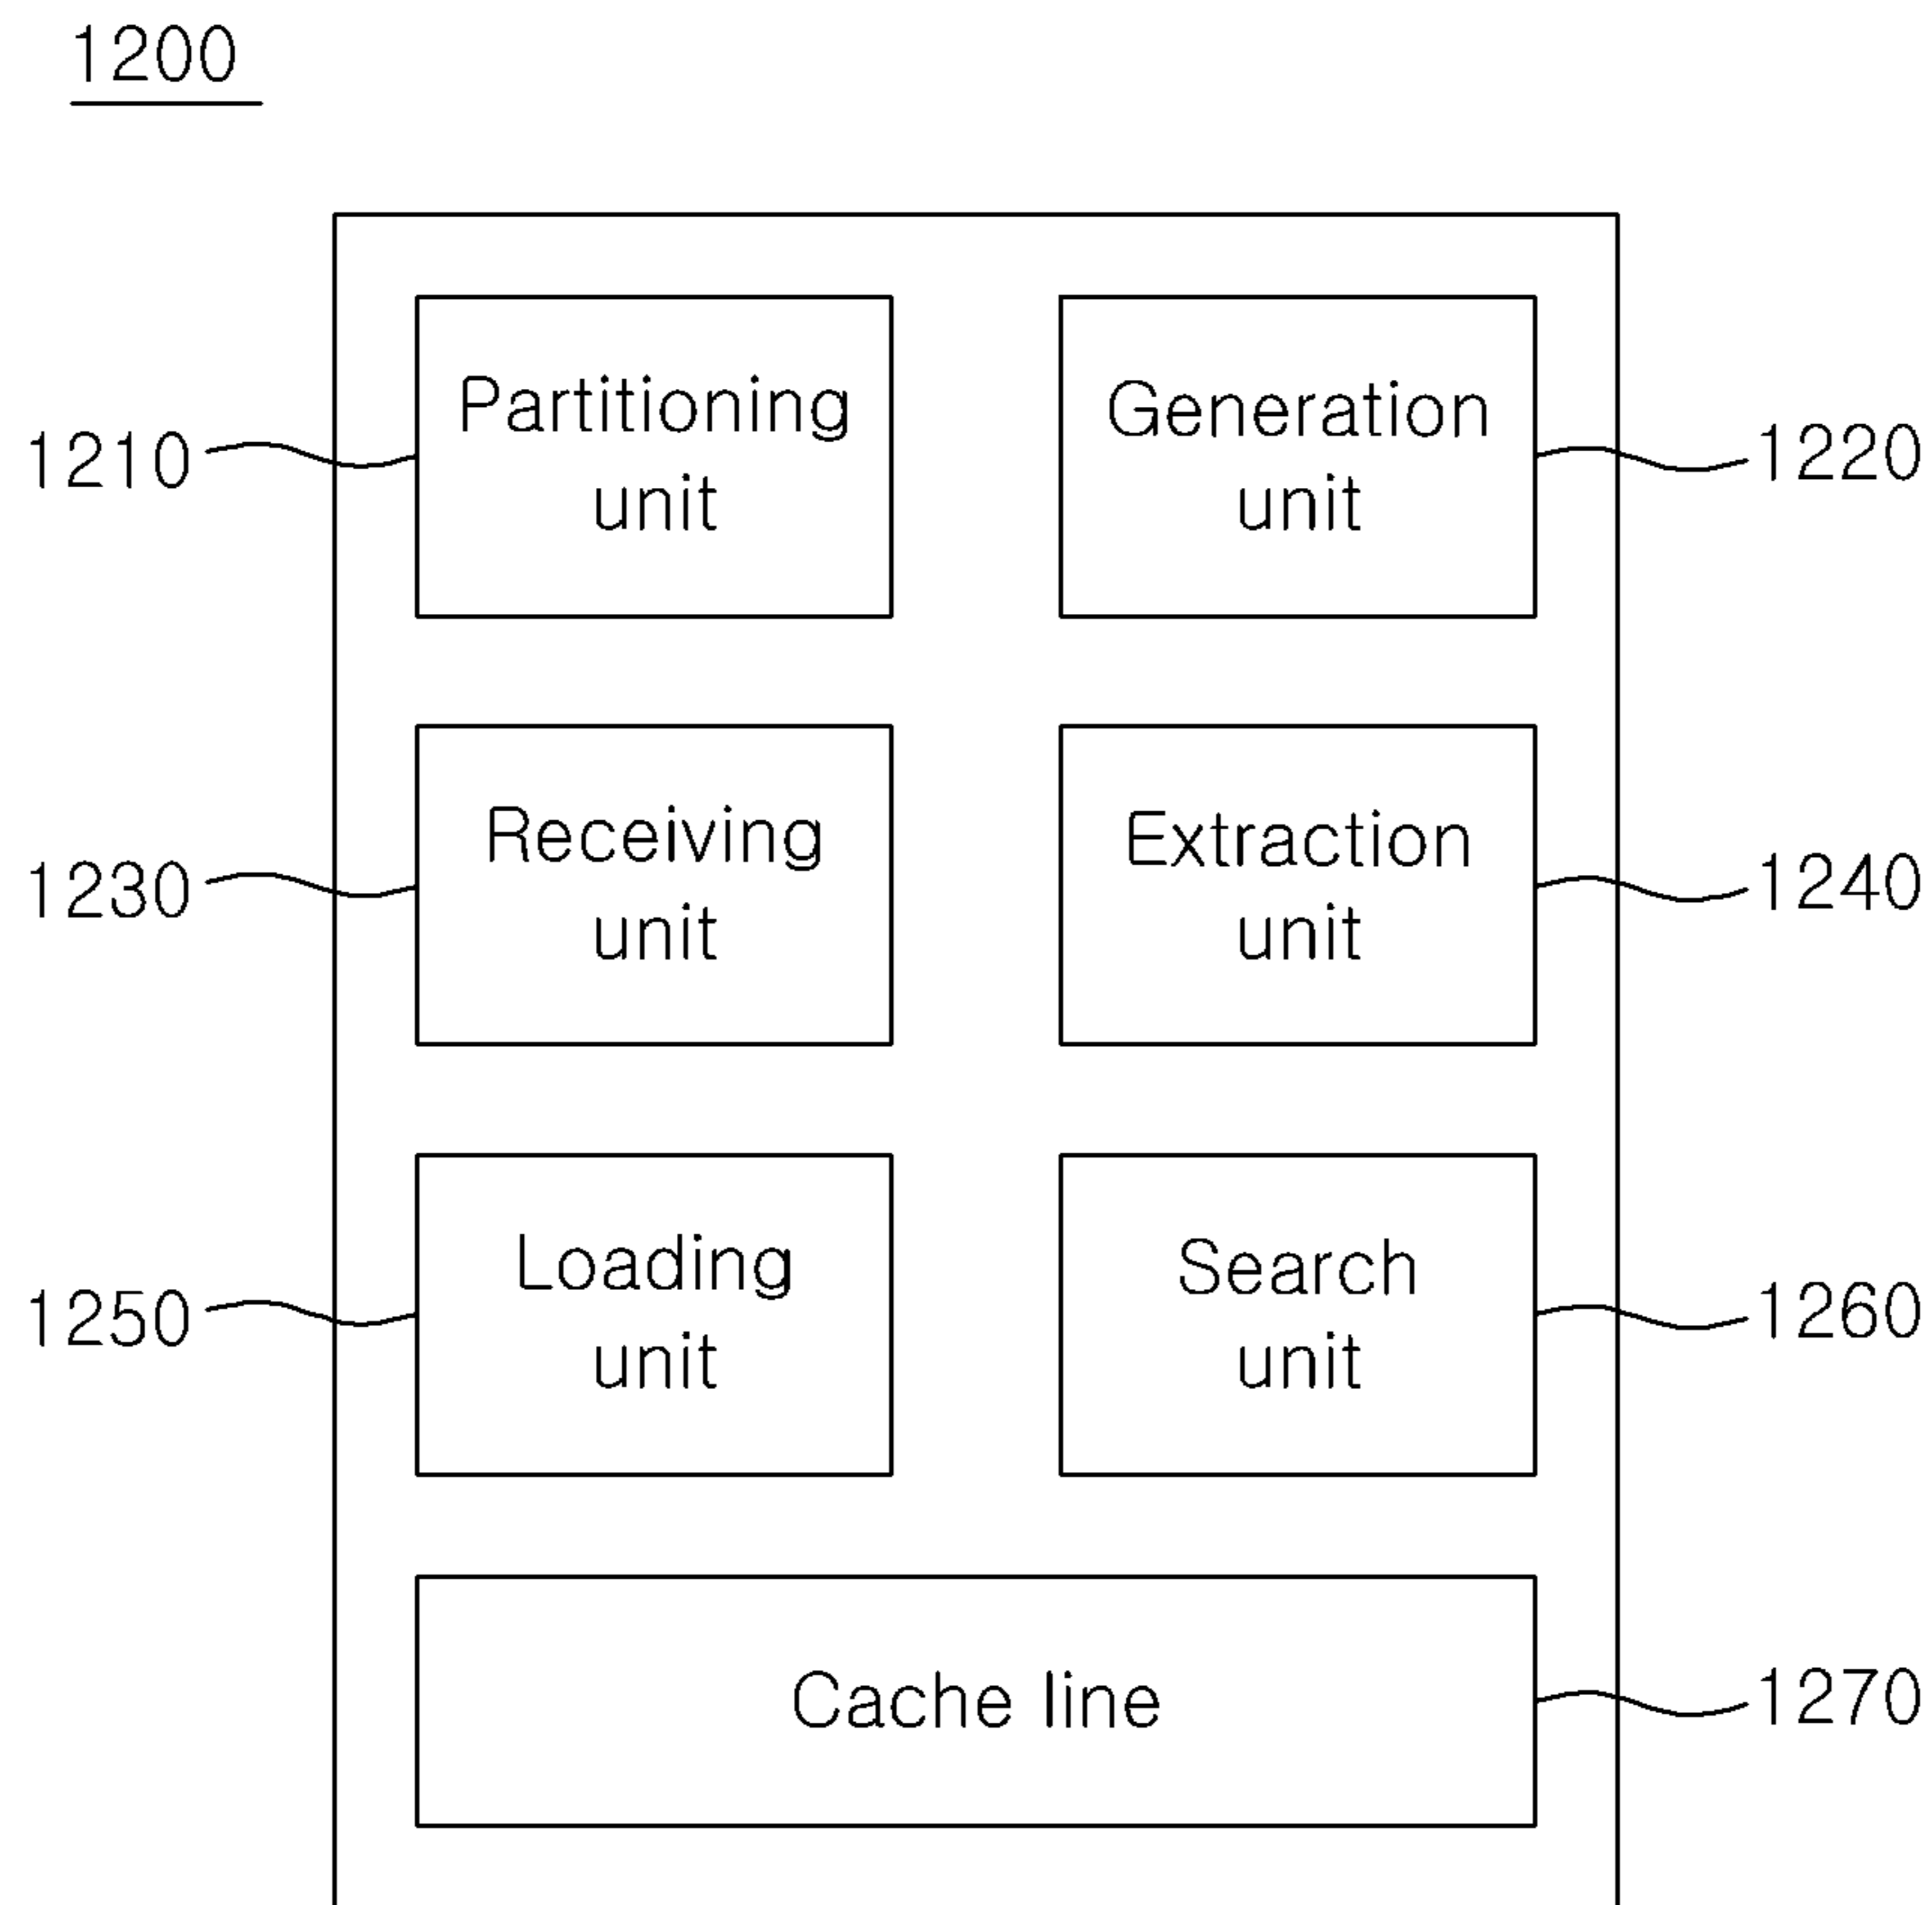 1200
Partitioning
unit
1210
Generation
unit
1220
Receiving
unit
1230
Extraction
unit
1240
Loading
unit
1250
Search
unit
1260
Cache line
1270